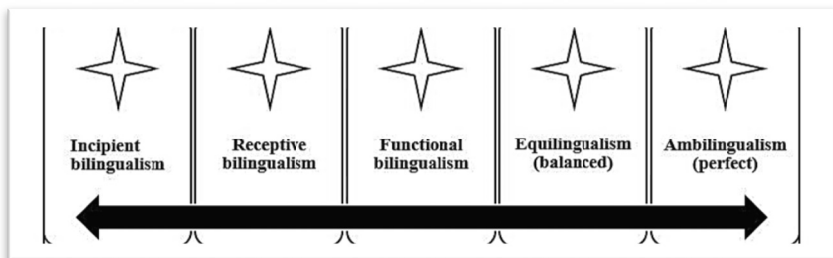 Incipient
bilingualism
Receptive
bilingualism
Functional
bilingualism
Equilingualism
(balanced)
Ambilingualism
(perfect)